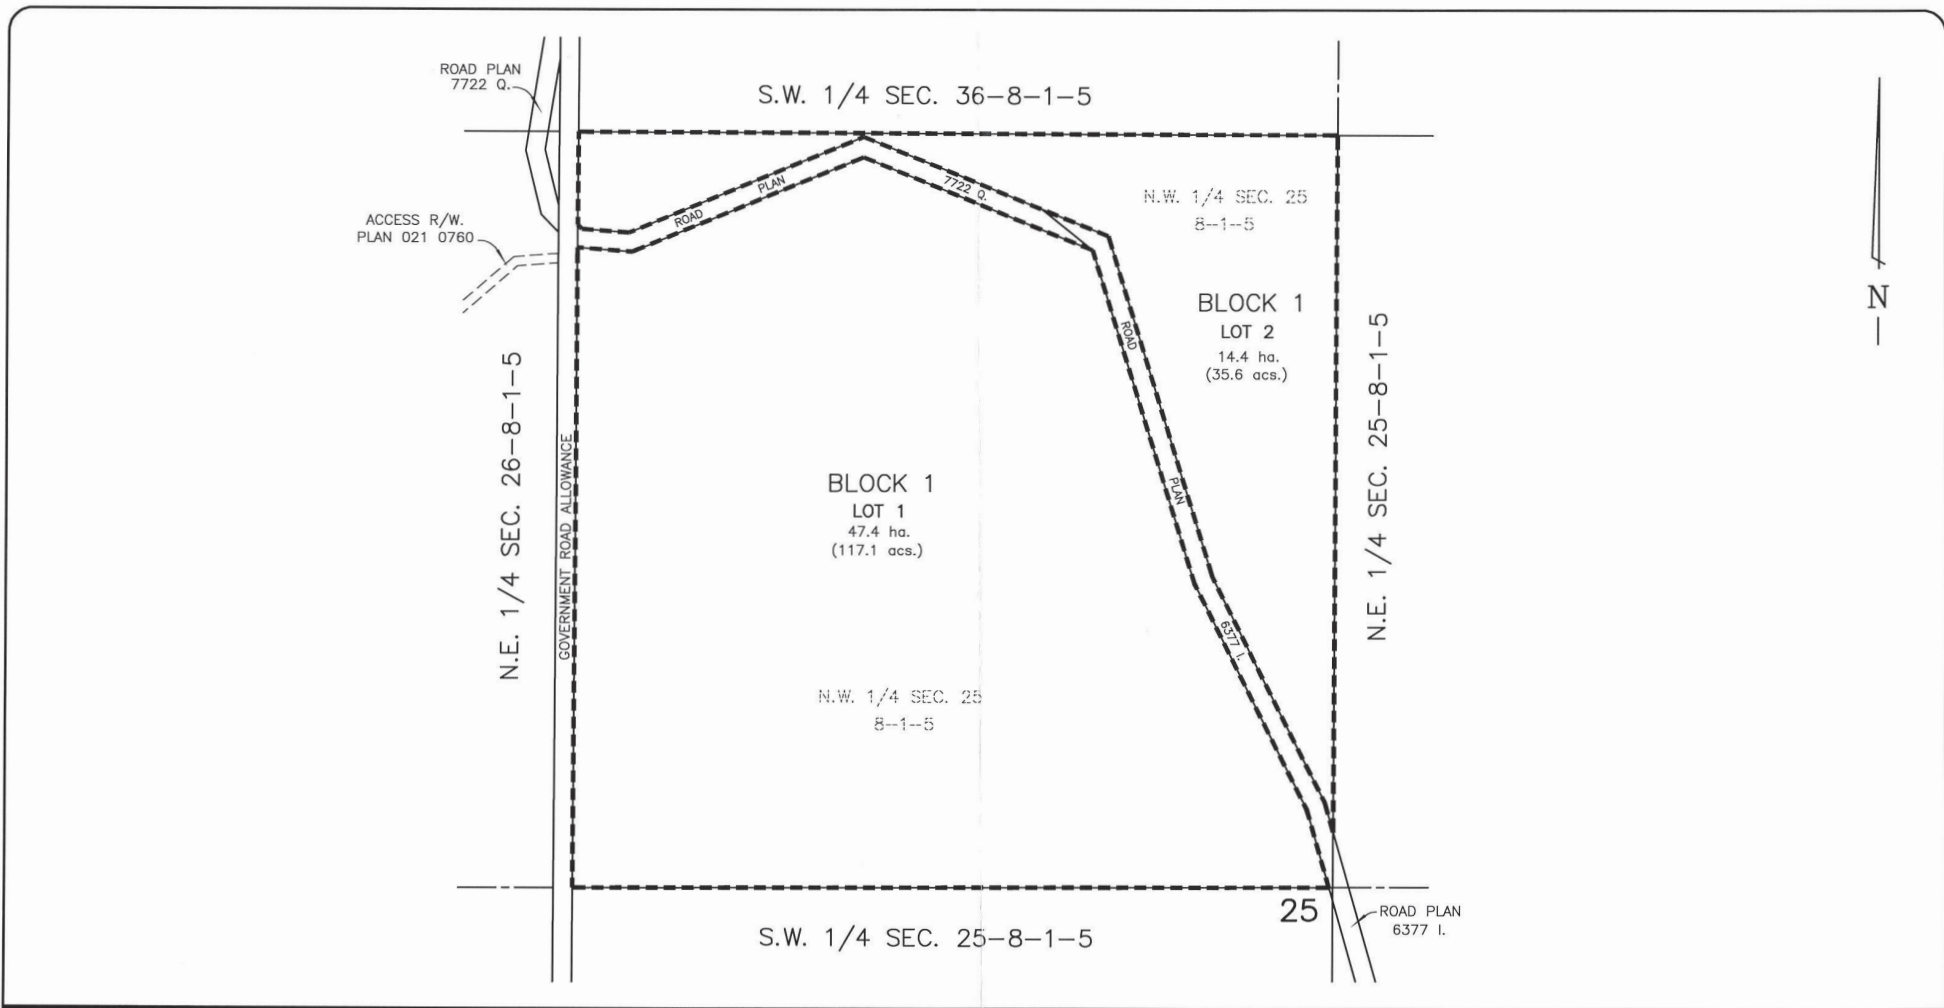 ROAD PLAN
7722 Q.
S.W. 1/4 SEC. 36-8-1-5
ROAD PLAN 7722 Q.
N.W. 1/4 SEC. 25
8-1-5
ACCESS R/W.
PLAN 021 0760
N
BLOCK 1
LOT 2
14.4 ha.
(35.6 acs.)
N.E. 1/4 SEC. 26-8-1-5
GOVERNMENT ROAD ALLOWANCE
BLOCK 1
LOT 1
47.4 ha.
(117.1 acs.)
ROAD PLAN 6377 I.
N.E. 1/4 SEC. 25-8-1-5
N.W. 1/4 SEC. 25
8-1-5
25
ROAD PLAN
6377 I.
S.W. 1/4 SEC. 25-8-1-5